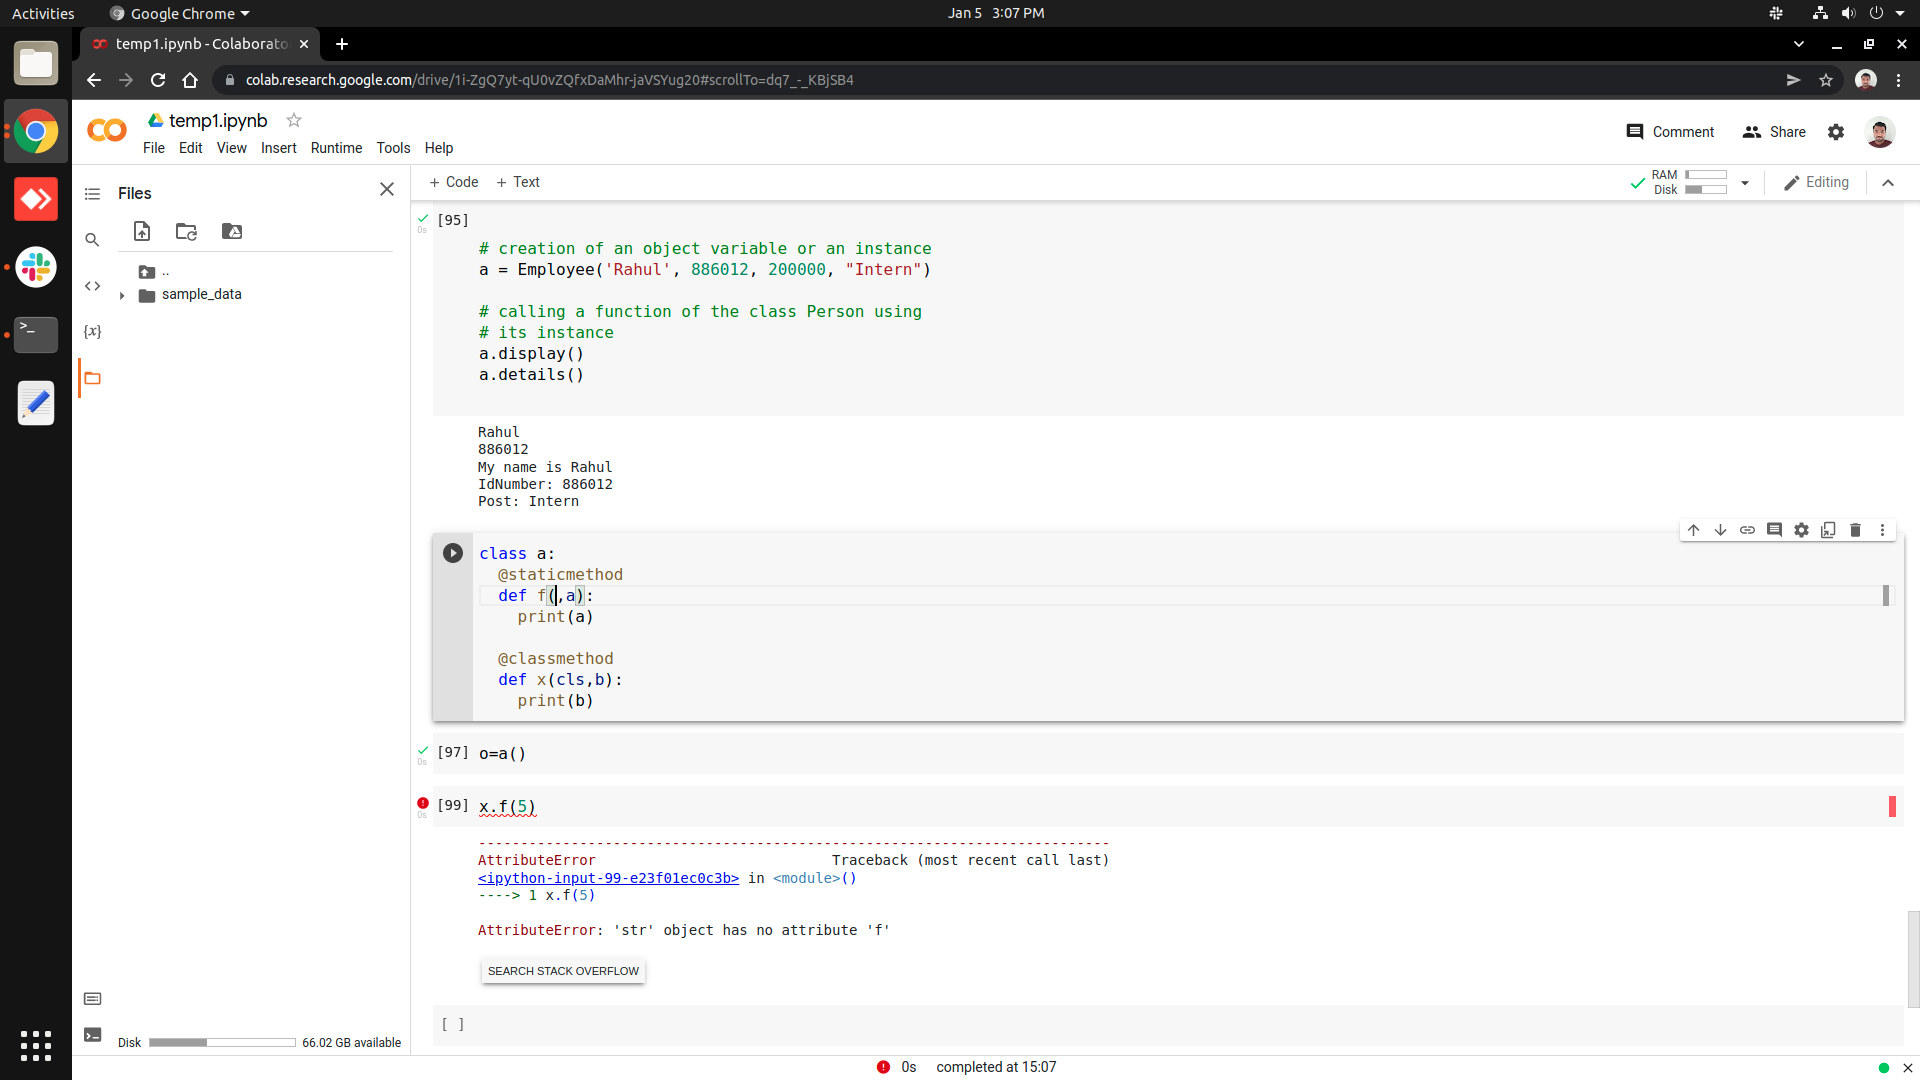 Activities
Google Chrome
Jan 5 3:07 PM
temp1.ipynb - Colaborato
colab.research.google.com/drive/1i-ZgQ7yt-qU0vZQfxDaMhr-jaVSYug20#scrollTo=dq7_-_KBjSB4
temp1.ipynb
File Edit View Insert Runtime Tools Help
Comment
Share
Files
+ Code + Text
RAM
Disk
Editing
..
sample_data
{x}
[95]
0s
# creation of an object variable or an instance
a = Employee('Rahul', 886012, 200000, "Intern")
# calling a function of the class Person using
# its instance
a.display()
a.details()
Rahul
886012
My name is Rahul
IdNumber: 886012
Post: Intern
class a:
@staticmethod
def f(,a):
print(a)
@classmethod
def x(cls,b):
print(b)
[97] o=a()
0s
[99] x.f(5)
0s
---------------------------------------------------------------------------
AttributeError Traceback (most recent call last)
<ipython-input-99-e23f01ec0c3b> in <module>()
----> 1 x.f(5)
AttributeError: 'str' object has no attribute 'f'
SEARCH STACK OVERFLOW
[ ]
Disk 66.02 GB available
0s completed at 15:07